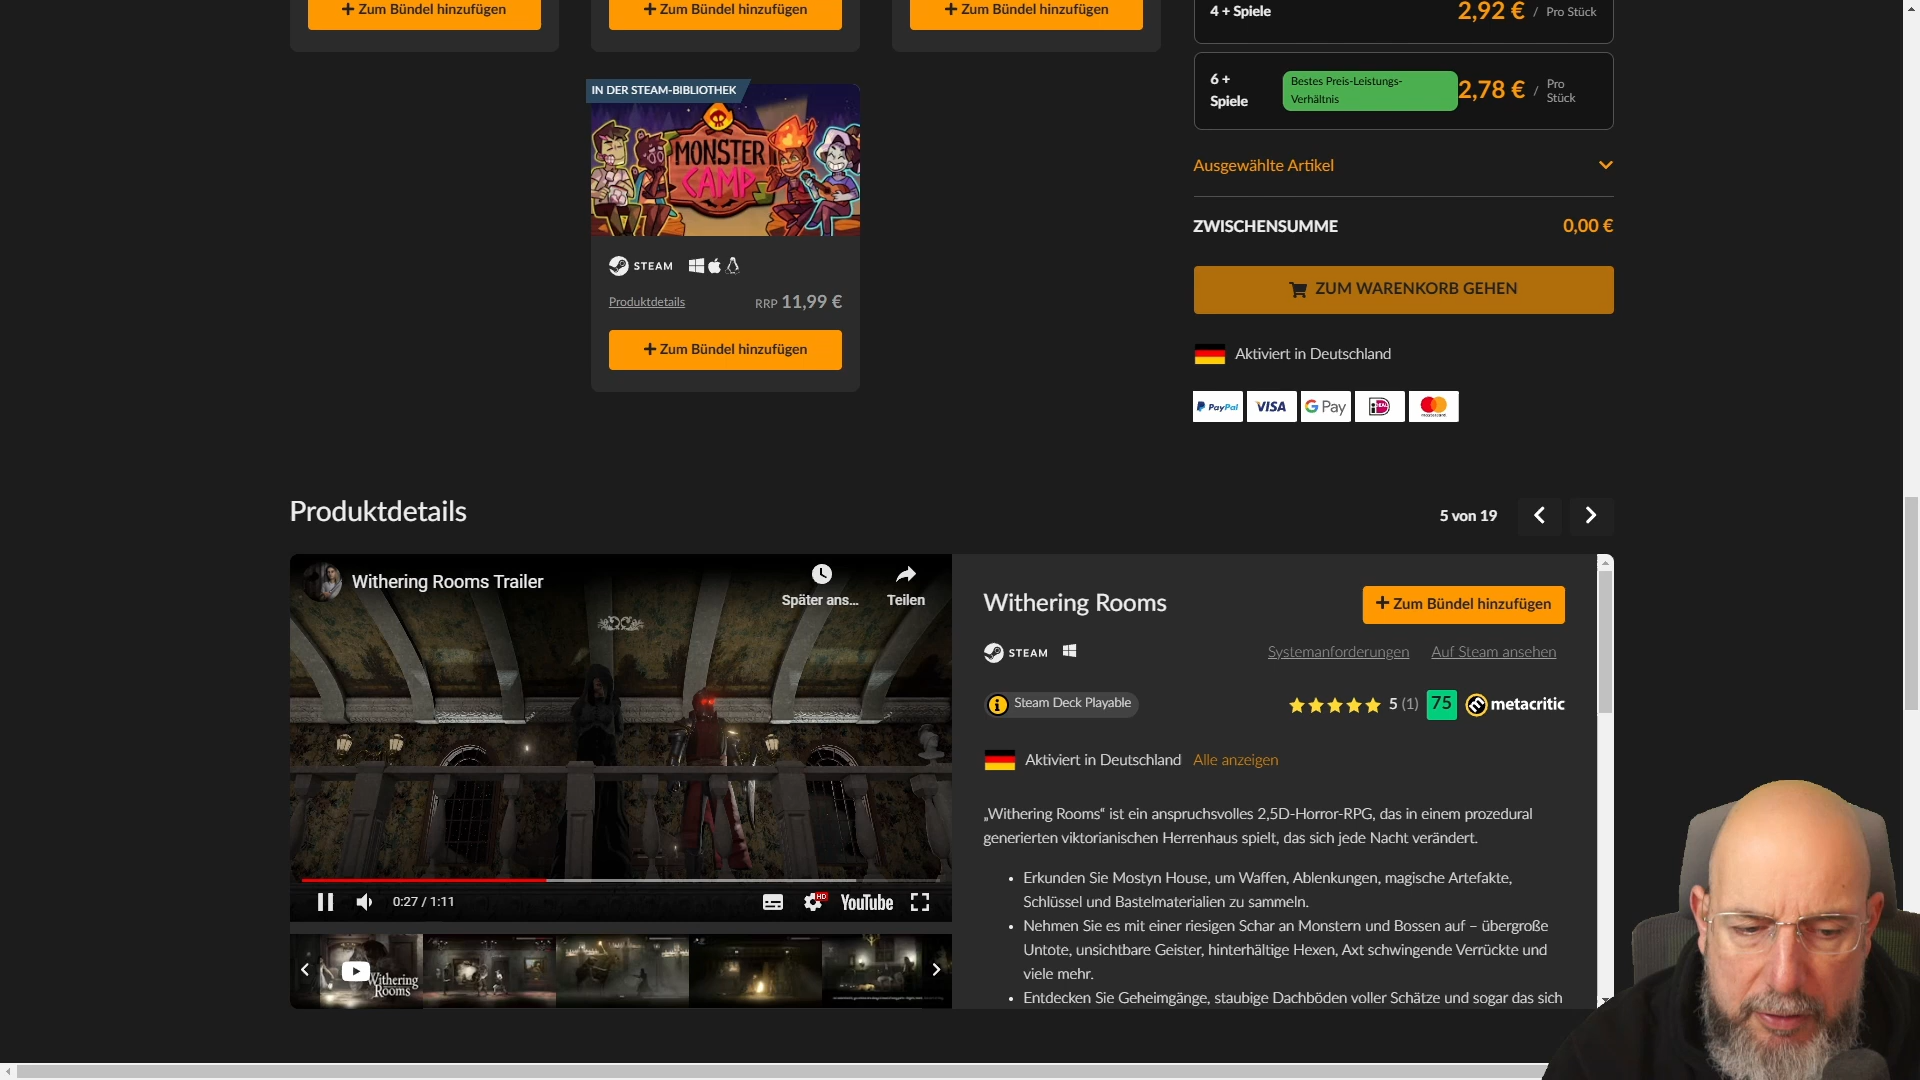 + Zum Bündel hinzufügen
+ Zum Bündel hinzufügen
+ Zum Bündel hinzufügen
4 + Spiele
2,92 € / Pro Stück
6 +
Spiele
Bestes Preis-Leistungs-
Verhältnis
2,78 € /
Pro
Stück
IN DER STEAM-BIBLIOTHEK
MONSTER
CAMP
STEAM
Produktdetails
RRP 11,99 €
+ Zum Bündel hinzufügen
Ausgewählte Artikel
ZWISCHENSUMME
0,00 €
ZUM WARENKORB GEHEN
Aktiviert in Deutschland
PayPal
VISA
G Pay
Produktdetails
5 von 19
Withering Rooms Trailer
Später ans...
Teilen
0:27 / 1:11
HD
YouTube
Withering
Rooms
Withering Rooms
+ Zum Bündel hinzufügen
STEAM
Systemanforderungen
Auf Steam ansehen
Steam Deck Playable
5 (1)
75
metacritic
Aktiviert in Deutschland
Alle anzeigen
„Withering Rooms“ ist ein anspruchsvolles 2,5D-Horror-RPG, das in einem prozedural
generierten viktorianischen Herrenhaus spielt, das sich jede Nacht verändert.
• Erkunden Sie Mostyn House, um Waffen, Ablenkungen, magische Artefakte,
Schlüssel und Bastelmaterialien zu sammeln.
• Nehmen Sie es mit einer riesigen Schar an Monstern und Bossen auf – übergroße
Untote, unsichtbare Geister, hinterhältige Hexen, Axt schwingende Verrückte und
viele mehr.
• Entdecken Sie Geheimgänge, staubige Dachböden voller Schätze und sogar das sich